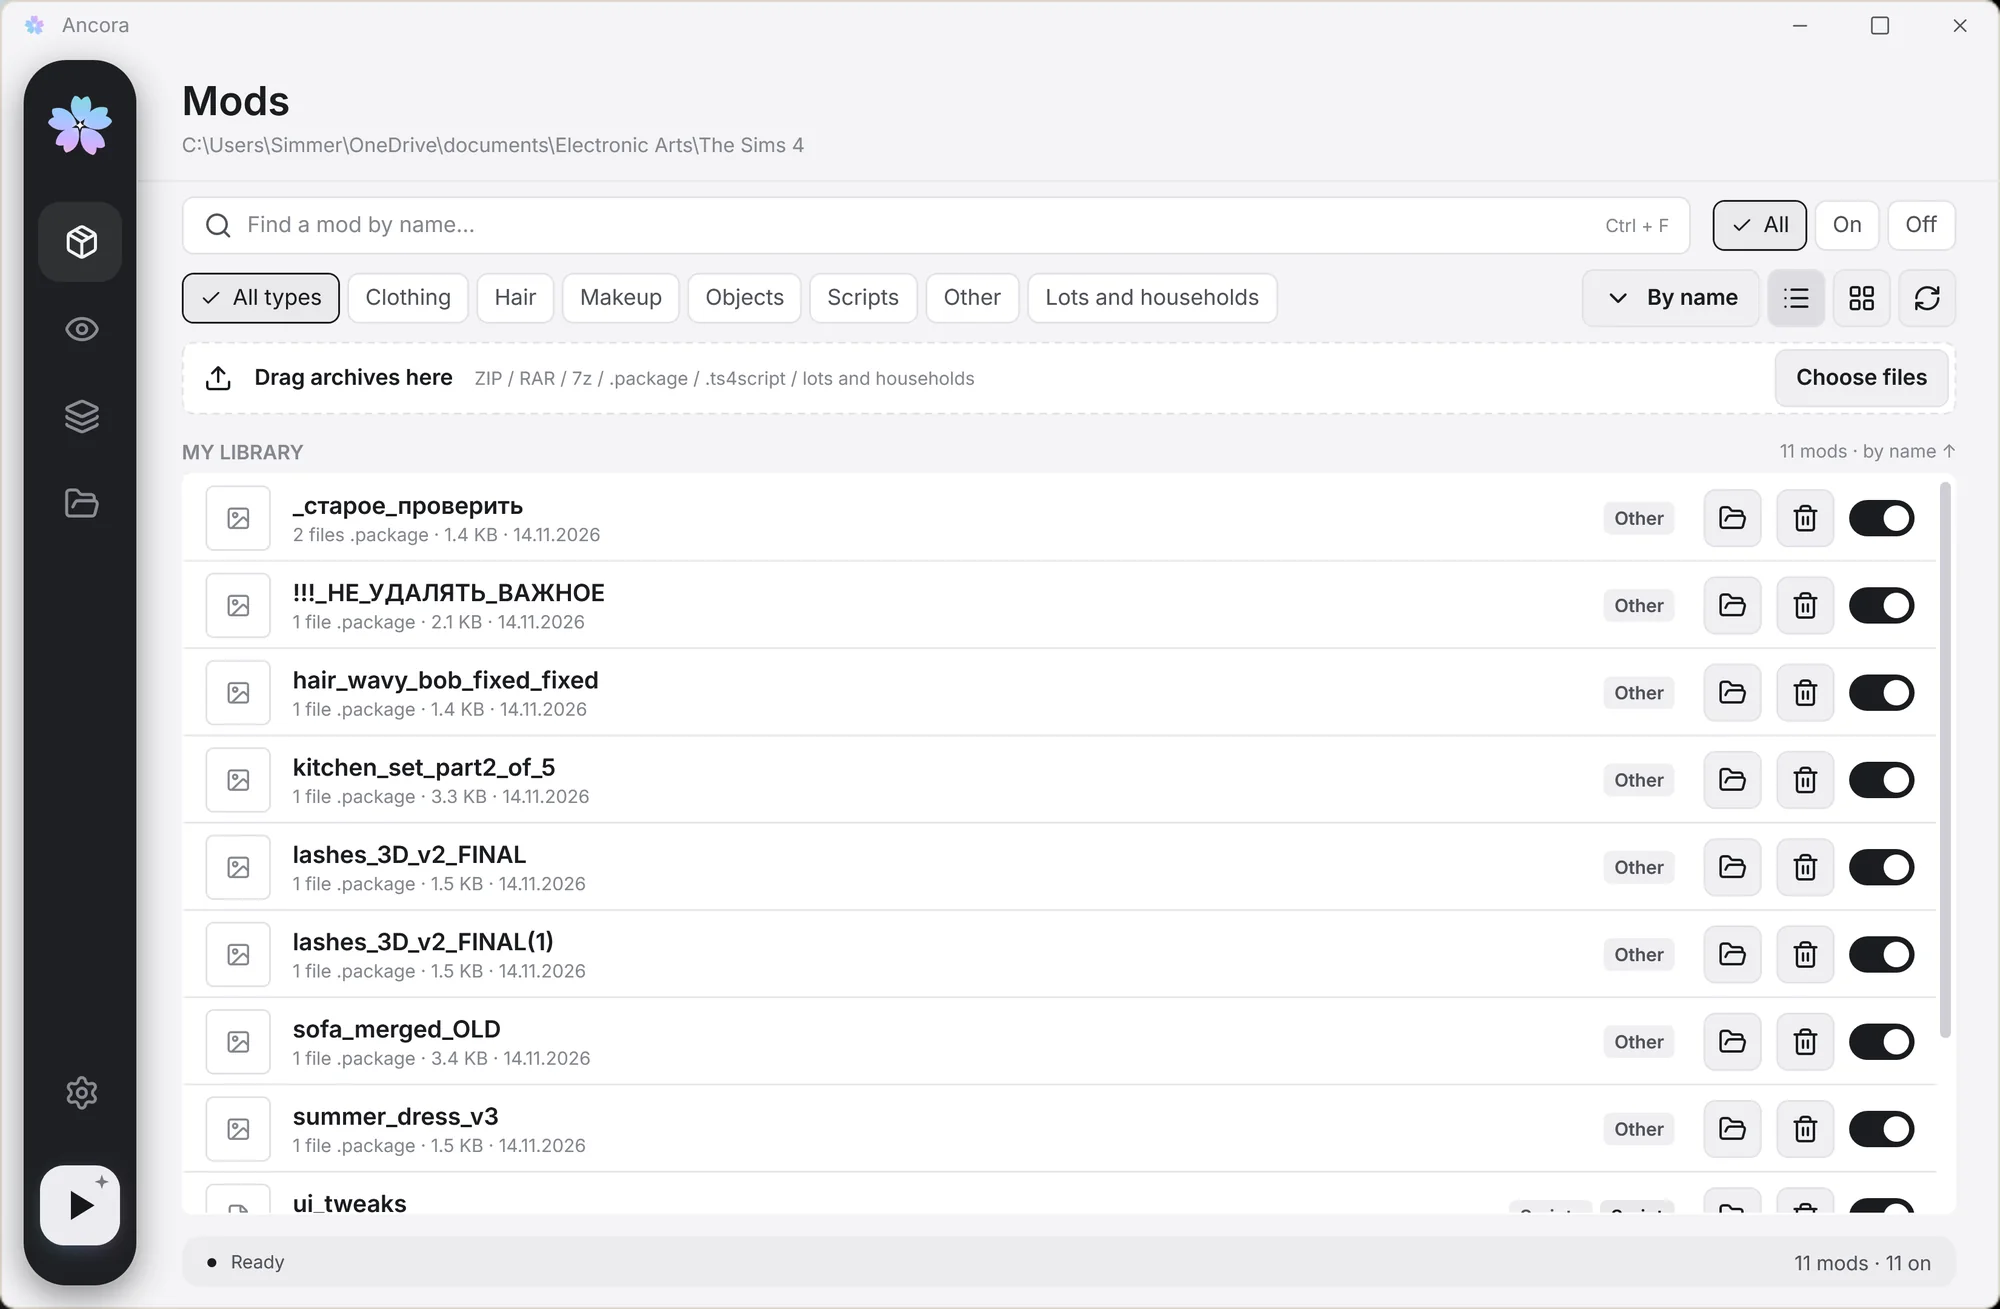 Ancora
Mods
C:\Users\Simmer\OneDrive\documents\Electronic Arts\The Sims 4
Find a mod by name...
Ctrl + F
All
On
Off
All types
Clothing
Hair
Makeup
Objects
Scripts
Other
Lots and households
By name
Drag archives here
ZIP / RAR / 7z / .package / .ts4script / lots and households
Choose files
MY LIBRARY
11 mods · by name ↑
_старое_проверить
2 files .package · 1.4 KB · 14.11.2026
Other
!!!_НЕ_УДАЛЯТЬ_ВАЖНОЕ
1 file .package · 2.1 KB · 14.11.2026
Other
hair_wavy_bob_fixed_fixed
1 file .package · 1.4 KB · 14.11.2026
Other
kitchen_set_part2_of_5
1 file .package · 3.3 KB · 14.11.2026
Other
lashes_3D_v2_FINAL
1 file .package · 1.5 KB · 14.11.2026
Other
lashes_3D_v2_FINAL(1)
1 file .package · 1.5 KB · 14.11.2026
Other
sofa_merged_OLD
1 file .package · 3.4 KB · 14.11.2026
Other
summer_dress_v3
1 file .package · 1.5 KB · 14.11.2026
Other
ui_tweaks
Ready
11 mods · 11 on